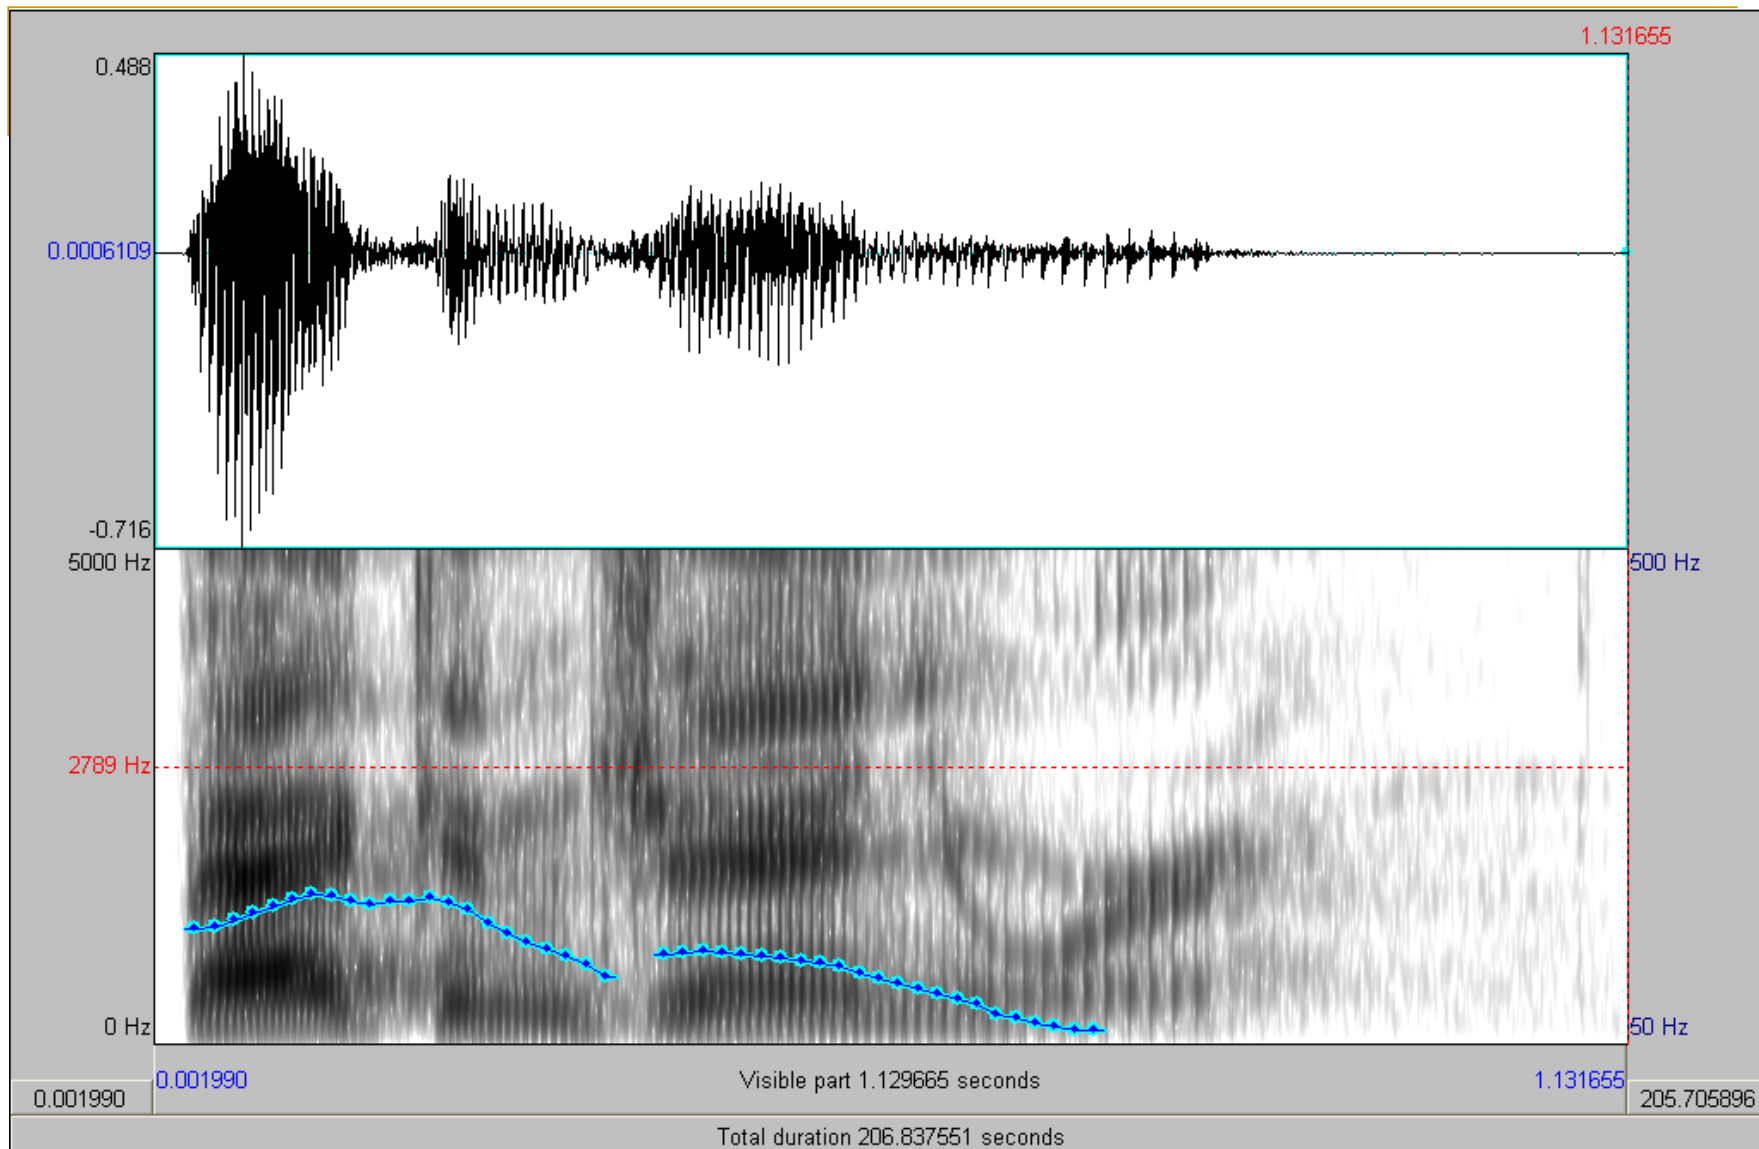 1.131655
0.488
0.0006109
-0.716
5000 Hz
500 Hz
2789 Hz
0 Hz
50 Hz
0.001990
Visible part 1.129665 seconds
1.131655
0.001990
205.705896
Total duration 206.837551 seconds